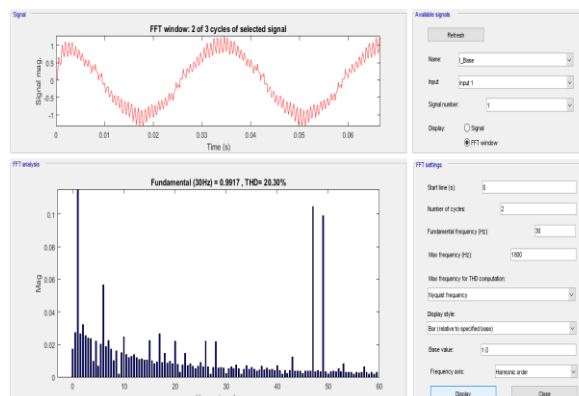 Signal
FFT window: 2 of 3 cycles of selected signal
Signal mag.
1
0.5
0
-0.5
-1
0
0.01
0.02
0.03
0.04
0.05
0.06
Time (s)
Available signals
Refresh
Name:
I_Base
Input:
input 1
Signal number:
1
Display:
Signal
FFT window
FFT analysis
Fundamental (30Hz) = 0.9917 , THD= 20.30%
Mag
0.1
0.08
0.06
0.04
0.02
0
0
10
20
30
40
50
60
FFT settings
Start time (s):
0
Number of cycles:
2
Fundamental frequency (Hz):
30
Max frequency (Hz):
1800
Max frequency for THD computation:
Nyquist frequency
Display style:
Bar (relative to specified base)
Base value:
1.0
Frequency axis:
Harmonic order
Display
Close